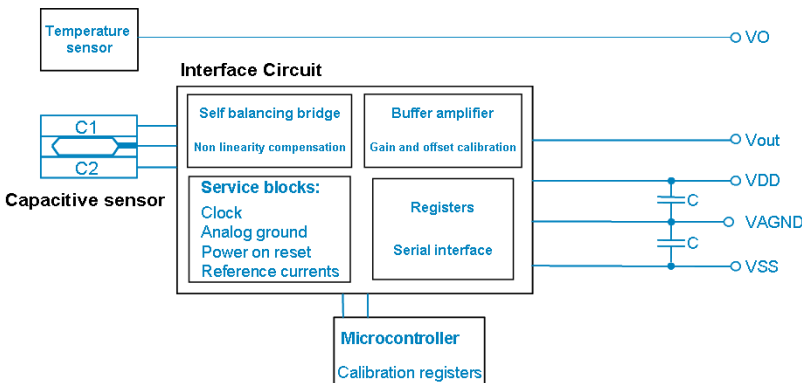 Temperature
sensor
VO
Interface Circuit
Self balancing bridge
Non linearity compensation
Buffer amplifier
Gain and offset calibration
C1
C2
Capacitive sensor
Vout
Service blocks:
Clock
Analog ground
Power on reset
Reference currents
Registers
Serial interface
VDD
C
VAGND
C
VSS
Microcontroller
Calibration registers